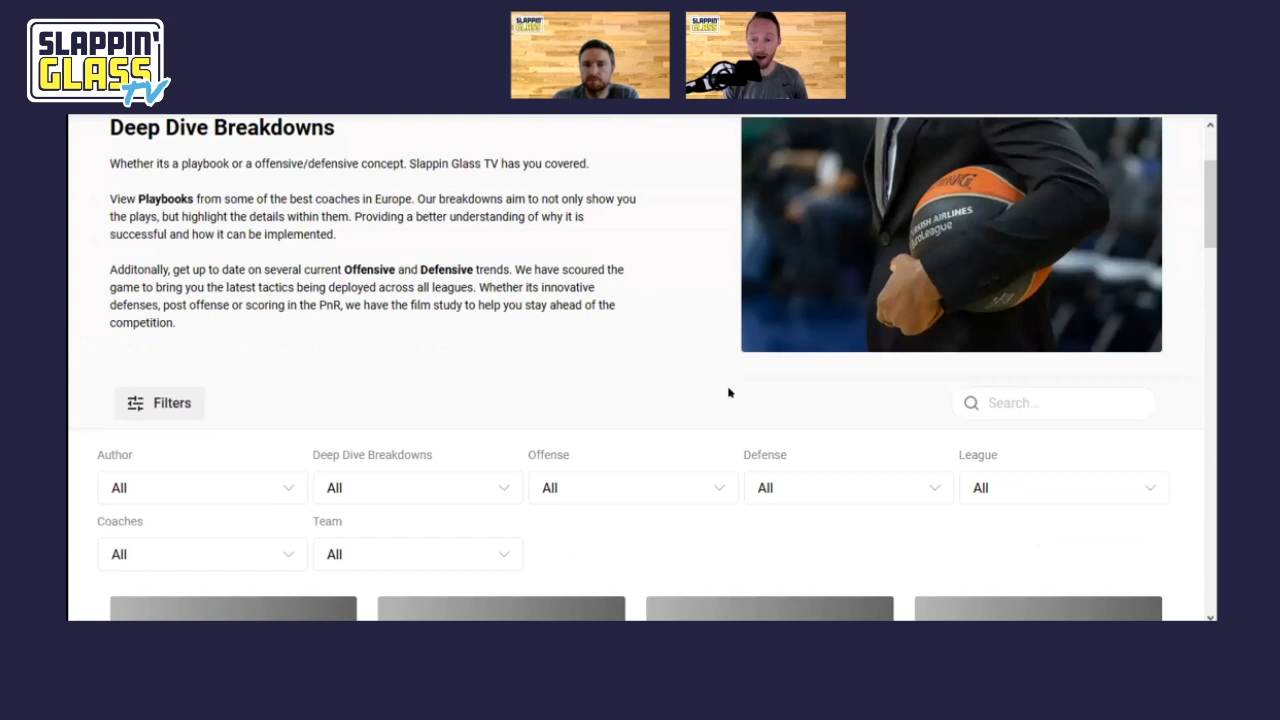 SLAPPIN'
GLASS
TV
SLAPPIN'
GLASS
SLAPPIN'
GLASS
Deep Dive Breakdowns
Whether its a playbook or a offensive/defensive concept. Slappin Glass TV has you covered.
View Playbooks from some of the best coaches in Europe. Our breakdowns aim to not only show you
the plays, but highlight the details within them. Providing a better understanding of why it is
successful and how it can be implemented.
Additonally, get up to date on several current Offensive and Defensive trends. We have scoured the
game to bring you the latest tactics being deployed across all leagues. Whether its innovative
defenses, post offense or scoring in the PnR, we have the film study to help you stay ahead of the
competition.
AIRLINES
EuroLeague
Filters
Search...
Author
Deep Dive Breakdowns
Offense
Defense
League
All
All
All
All
All
Coaches
Team
All
All